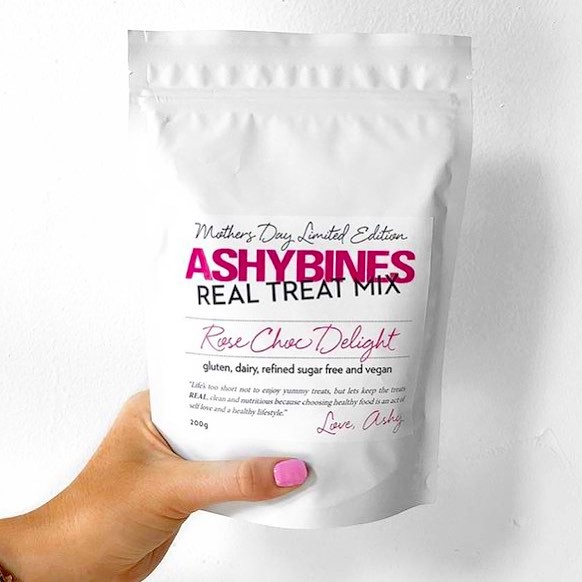 Mothers Day Limited Edition
ASHYBINES
REAL TREAT MIX
Rose Choc Delight
gluten, dairy, refined sugar free and vegan
"Life's too short not to enjoy yummy treats, but lets keep the treats
REAL, clean and nutritious because choosing healthy food is an act of
self love and a healthy lifestyle."
Love, Ashy
200g